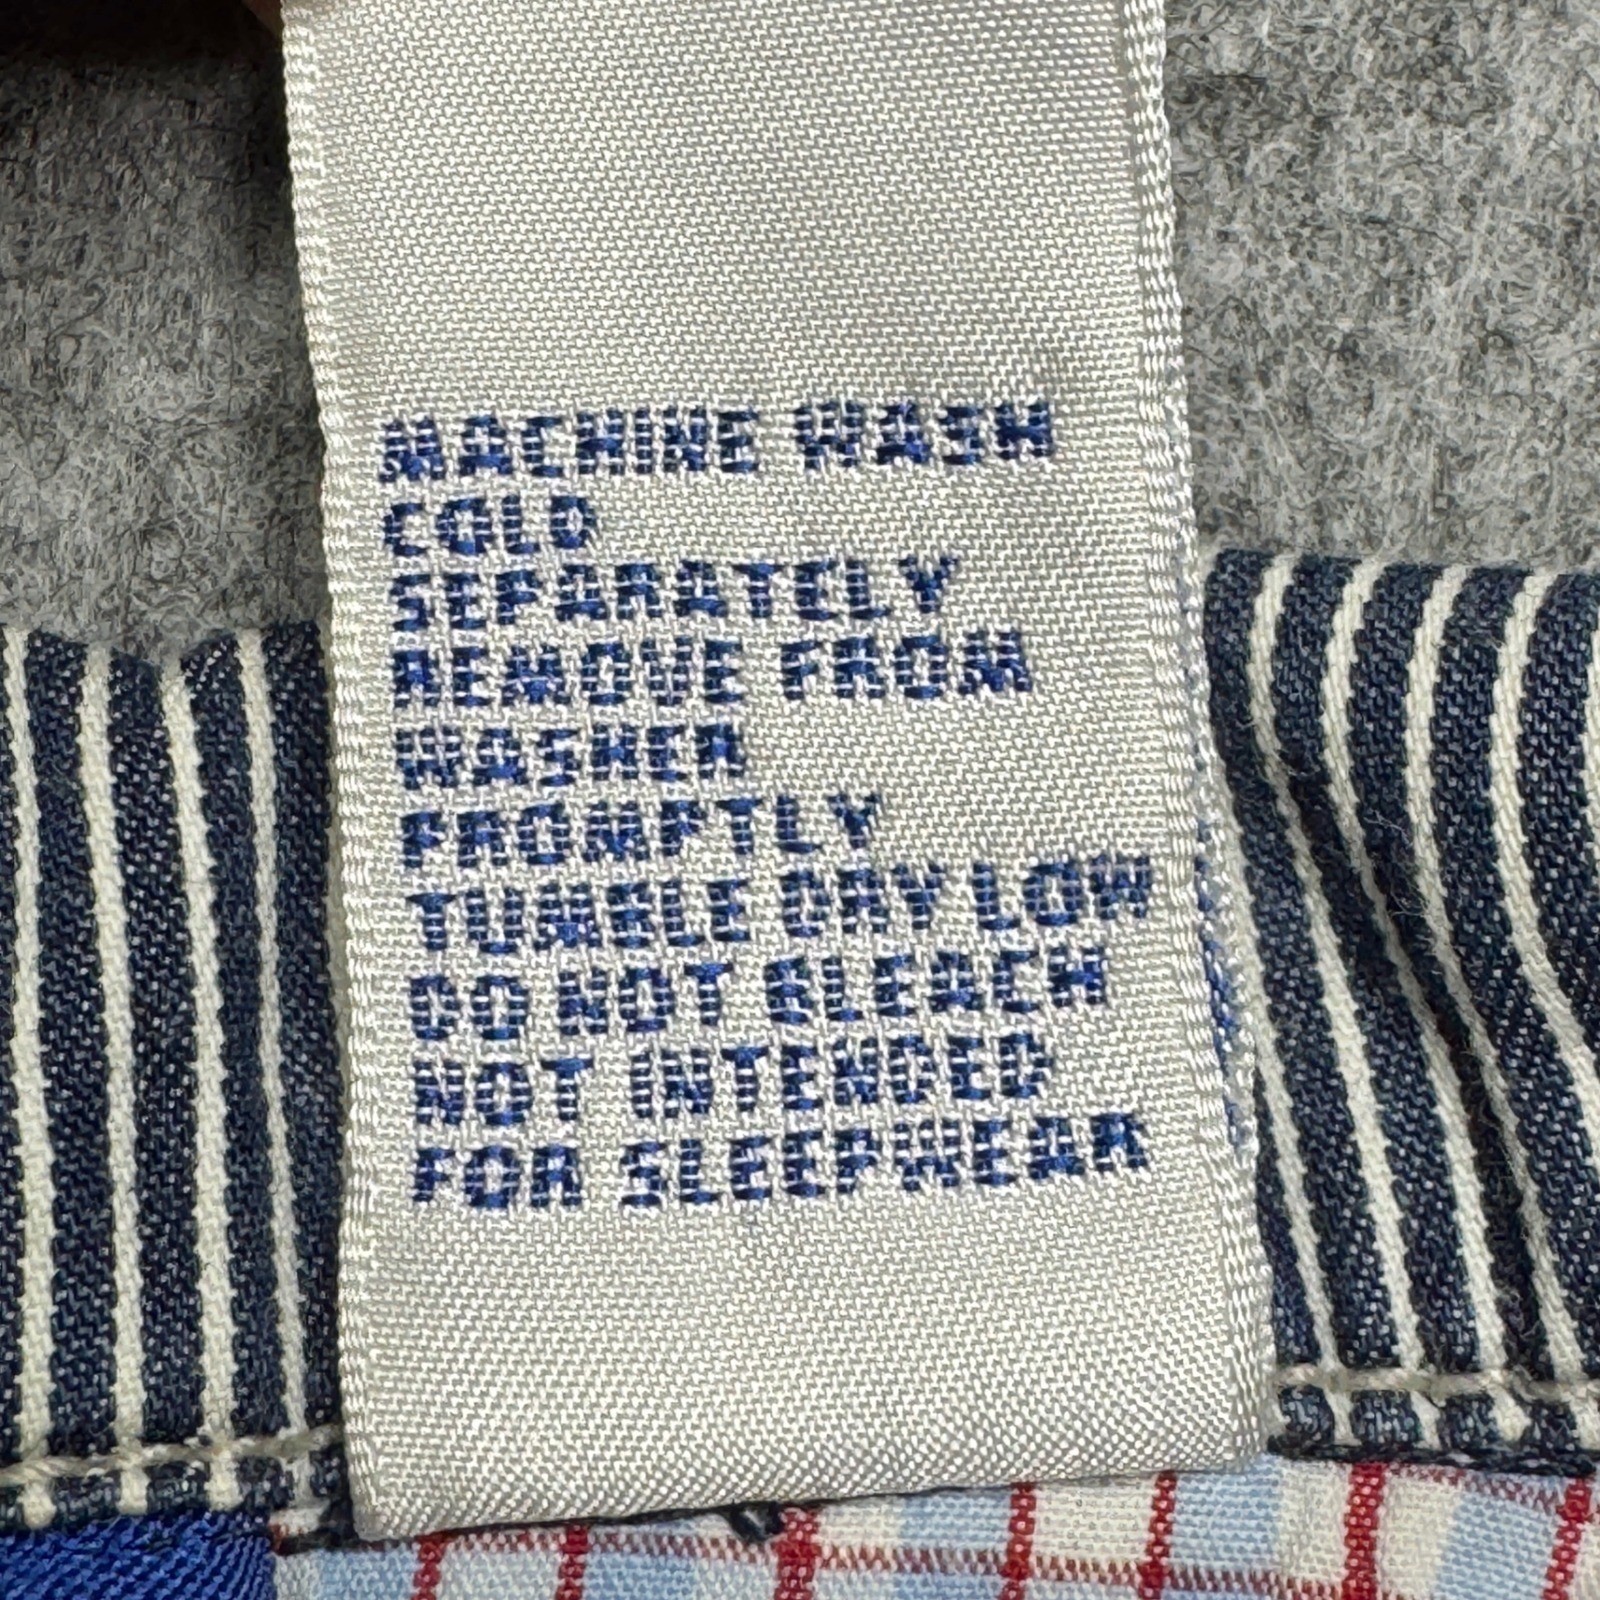 MACHINE WASH
COLD
SEPARATELY
REMOVE FROM
WASHER
PROMPTLY
TUMBLE DRY LOW
DO NOT BLEACH
NOT INTENDED
FOR SLEEPWEAR